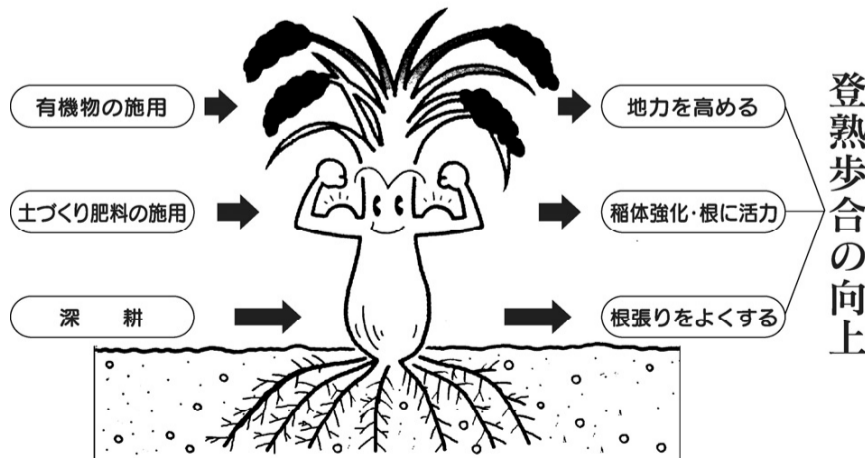 有機物の施用
地力を高める
土づくり肥料の施用
稲体強化・根に活力
深耕
根張りをよくする
登熟歩合の向上